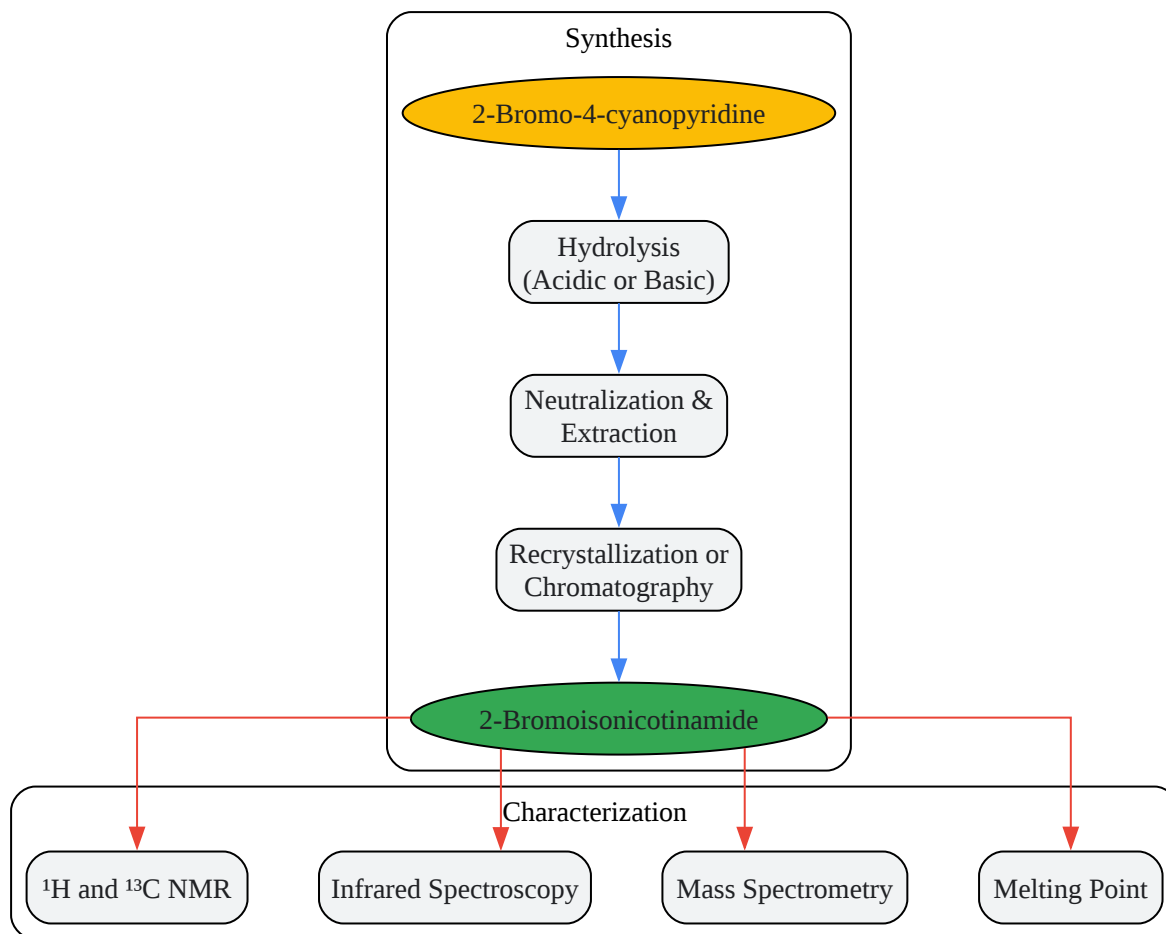 Synthesis
2-Bromo-4-cyanopyridine
Hydrolysis
(Acidic or Basic)
Neutralization &
Extraction
Recrystallization or
Chromatography
2-Bromoisonicotinamide
Characterization
¹H and ¹³C NMR
Infrared Spectroscopy
Mass Spectrometry
Melting Point